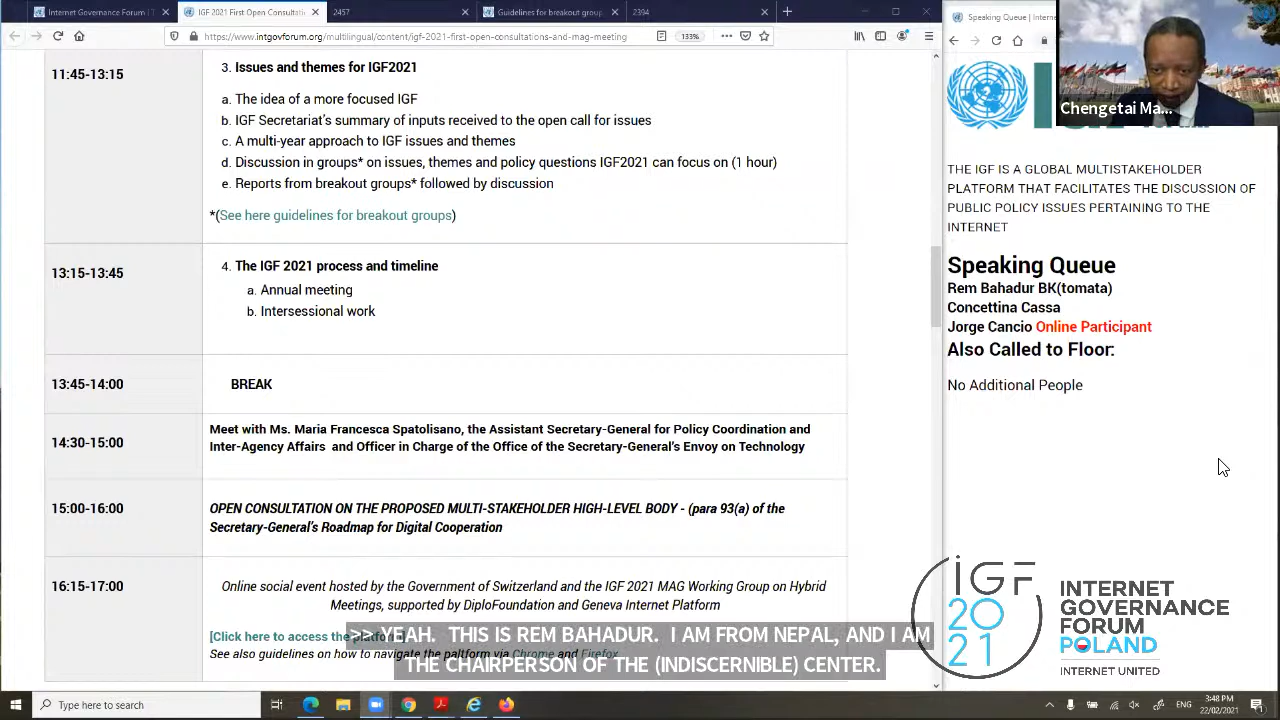 Internet Governance Forum |
IGF 2021 First Open Consultatio
2457
Guidelines for breakout group
2394
Speaking Queue | Intern
https://www.intgovforum.org/multilingual/content/igf-2021-first-open-consultations-and-mag-meeting
133%
11:45-13:15
3. Issues and themes for IGF2021
a. The idea of a more focused IGF
b. IGF Secretariat's summary of inputs received to the open call for issues
c. A multi-year approach to IGF issues and themes
d. Discussion in groups* on issues, themes and policy questions IGF2021 can focus on (1 hour)
e. Reports from breakout groups* followed by discussion
*(See here guidelines for breakout groups)
13:15-13:45
4. The IGF 2021 process and timeline
a. Annual meeting
b. Intersessional work
13:45-14:00
BREAK
14:30-15:00
Meet with Ms. Maria Francesca Spatolisano, the Assistant Secretary-General for Policy Coordination and
Inter-Agency Affairs and Officer in Charge of the Office of the Secretary-General's Envoy on Technology
15:00-16:00
OPEN CONSULTATION ON THE PROPOSED MULTI-STAKEHOLDER HIGH-LEVEL BODY - (para 93(a) of the
Secretary-General's Roadmap for Digital Cooperation
16:15-17:00
Online social event hosted by the Government of Switzerland and the IGF 2021 MAG Working Group on Hybrid
Meetings, supported by DiploFoundation and Geneva Internet Platform
[Click here to access the platfor
See also guidelines on how to navigate the paltform via Chrome and Firefox
>> YEAH. THIS IS REM BAHADUR. I AM FROM NEPAL, AND I AM
THE CHAIRPERSON OF THE (INDISCERNIBLE) CENTER.
Chengetai Ma...
THE IGF IS A GLOBAL MULTISTAKEHOLDER
PLATFORM THAT FACILITATES THE DISCUSSION OF
PUBLIC POLICY ISSUES PERTAINING TO THE
INTERNET
Speaking Queue
Rem Bahadur BK(tomata)
Concettina Cassa
Jorge Cancio Online Participant
Also Called to Floor:
No Additional People
IGF
20
21
INTERNET
GOVERNANCE
FORUM
POLAND
INTERNET UNITED
Type here to search
ENG
3:48 PM
22/02/2021